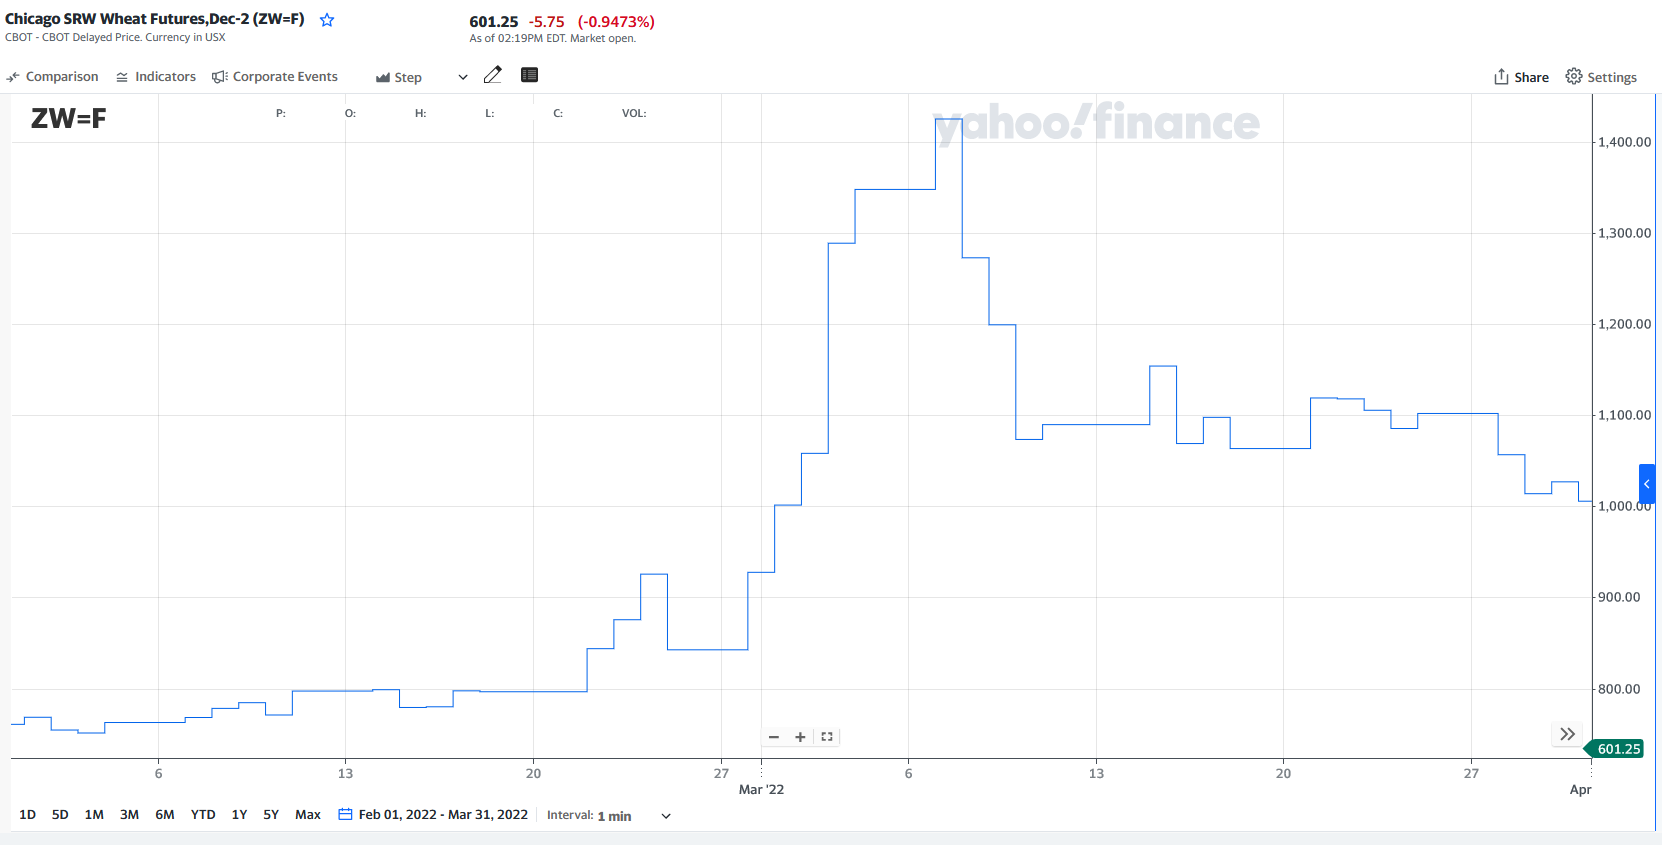 Chicago SRW Wheat Futures,Dec-2 (ZW=F)
601.25 -5.75 (-0.9473%)
CBOT - CBOT Delayed Price. Currency in USX
As of 02:19PM EDT. Market open.
Comparison Indicators Corporate Events Step Share Settings
ZW=F P: O: H: L: C: VOL:
yahoo!finance
1,400.00
1,300.00
1,200.00
1,100.00
1,000.00
900.00
800.00
601.25
6 13 20 27 6 13 20 27
Mar '22 Apr
1D 5D 1M 3M 6M YTD 1Y 5Y Max Feb 01, 2022 - Mar 31, 2022 Interval: 1 min